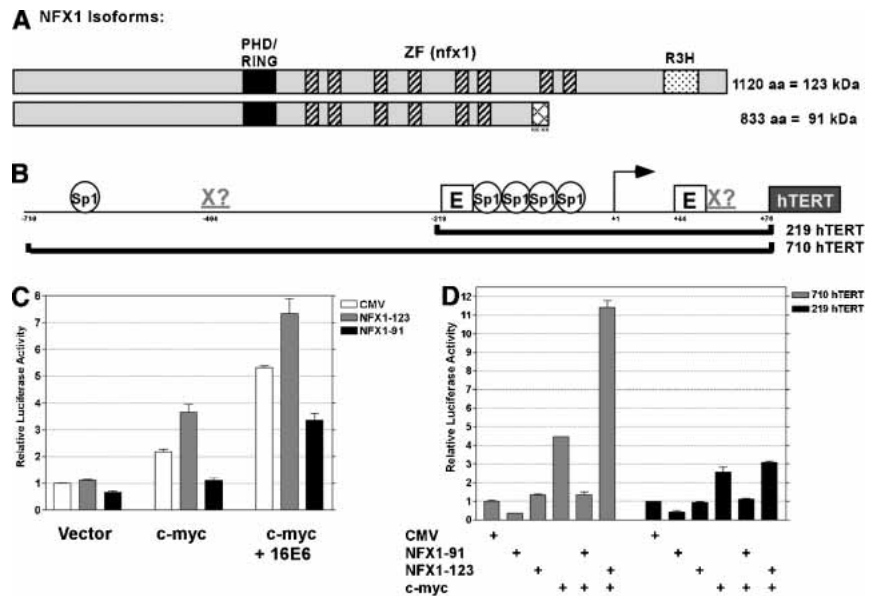 A NFX1 Isoforms:
PHD/
RING
ZF (nfx1)
R3H
1120 aa = 123 kDa
833 aa = 91 kDa
B
Sp1
X?
E
Sp1
Sp1
Sp1
Sp1
E
X?
hTERT
-710
-219
+1
219 hTERT
710 hTERT
C
CMV
NFX1-123
NFX1-91
Relative Luciferase Activity
8
7
6
5
4
3
2
1
0
Vector
c-myc
c-myc
+ 16E6
D
710 hTERT
219 hTERT
Relative Luciferase Activity
12
11
10
9
8
7
6
5
4
3
2
1
0
CMV + +
NFX1-91 + + + +
NFX1-123 + + + +
c-myc + + + + + +